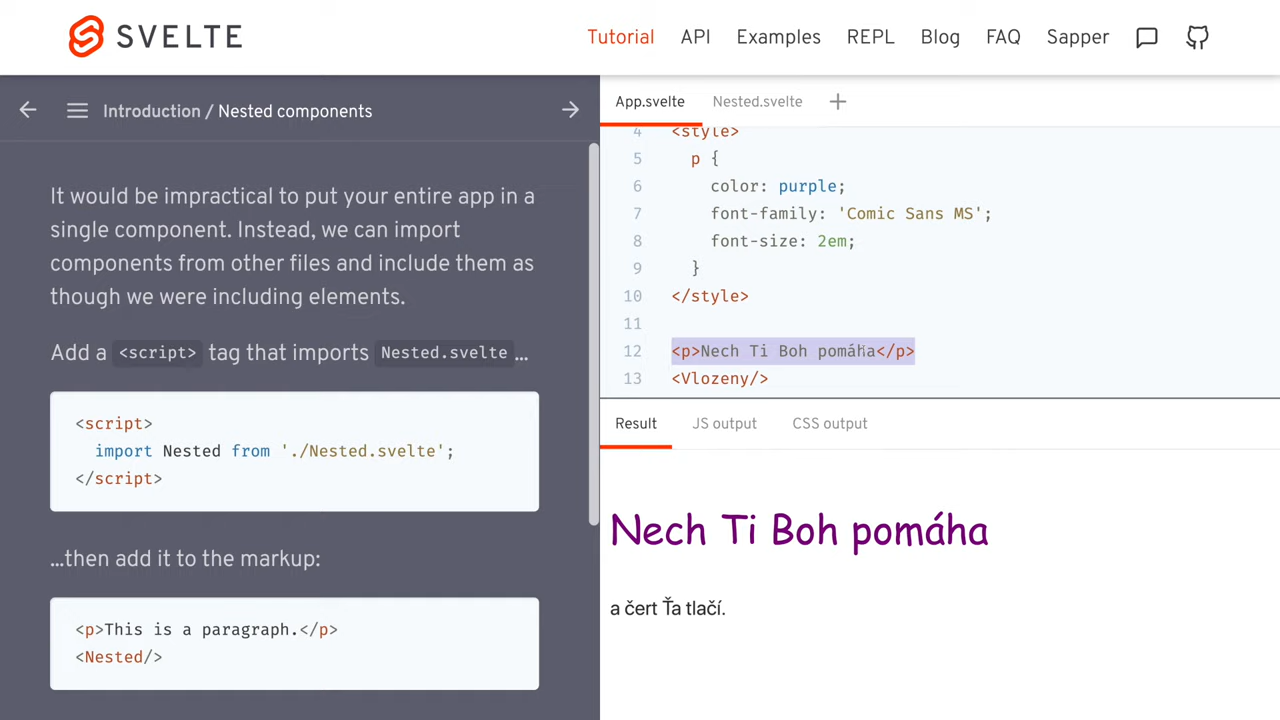 SVELTE
Tutorial API Examples REPL Blog FAQ Sapper
Introduction / Nested components
It would be impractical to put your entire app in a
single component. Instead, we can import
components from other files and include them as
though we were including elements.
Add a <script> tag that imports Nested.svelte ...
<script>
import Nested from './Nested.svelte';
</script>
...then add it to the markup:
<p>This is a paragraph.</p>
<Nested/>
App.svelte Nested.svelte +
4 <style>
5 p {
6 color: purple;
7 font-family: 'Comic Sans MS';
8 font-size: 2em;
9 }
10 </style>
11
12 <p>Nech Ti Boh pomáha</p>
13 <Vlozeny/>
Result JS output CSS output
Nech Ti Boh pomáha
a čert Ťa tlačí.